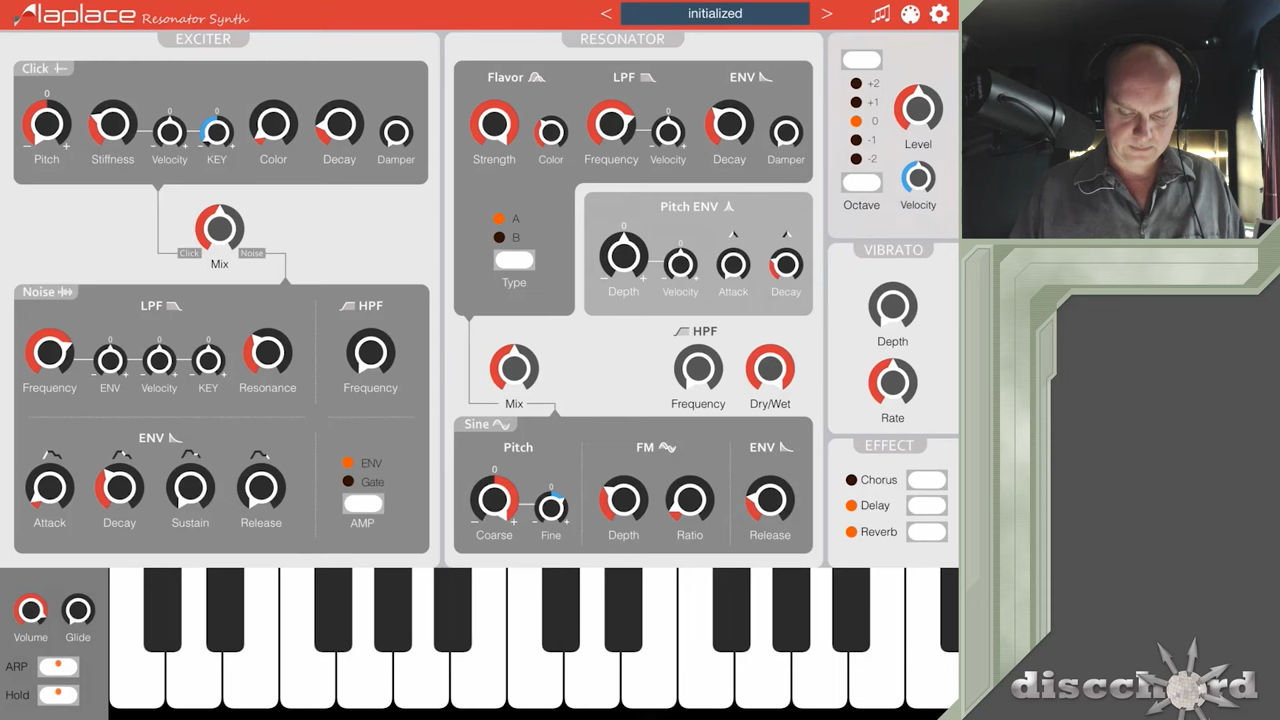 laplace Resonator Synth
< initialized >
EXCITER
Click
0 0 0
Pitch Stiffness Velocity KEY Color Decay Damper
Click Noise
Mix
Noise
LPF HPF
0 0 0
Frequency ENV Velocity KEY Resonance Frequency
ENV
Attack Decay Sustain Release
ENV
Gate
AMP
RESONATOR
Flavor LPF ENV
0
Strength Color Frequency Velocity Decay Damper
A
B
Type
Pitch ENV
0 0
Depth Velocity Attack Decay
Mix
HPF
Frequency Dry/Wet
Sine
Pitch FM ENV
0 0
Coarse Fine Depth Ratio Release
+2
+1
0
-1
-2
Octave
Level
Velocity
VIBRATO
Depth
Rate
EFFECT
Chorus
Delay
Reverb
Volume Glide
ARP
Hold
discchord